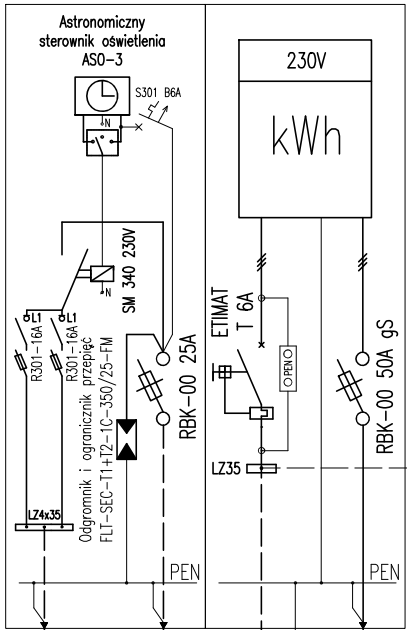 Astronomiczny
sterownik oświetlenia
ASO-3
S301 B6A
N
SM 340 230V
N
L1
L1
R301-16A
R301-16A
Odgromnik i ogranicznik przepięć
FLT-SEC-T1+T2-1C-350/25-FM
RBK-00 25A
LZ4x35
PEN
230V
kWh
ETIMAT
T 6A
PEN
RBK-00 50A gS
LZ35
PEN